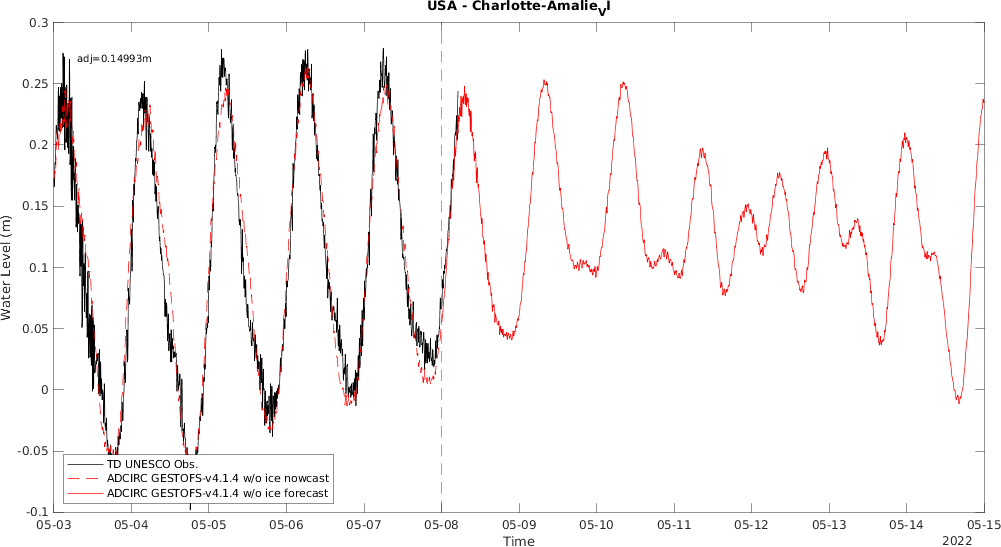 USA - Charlotte-Amalie_VI
0.3
0.25
0.2
0.15
0.1
0.05
0
-0.05
-0.1
Water Level (m)
adj=0.14993m
TD UNESCO Obs.
ADCIRC GESTOFS-v4.1.4 w/o ice nowcast
ADCIRC GESTOFS-v4.1.4 w/o ice forecast
05-03 05-04 05-05 05-06 05-07 05-08 05-09 05-10 05-11 05-12 05-13 05-14 05-15
Time
2022